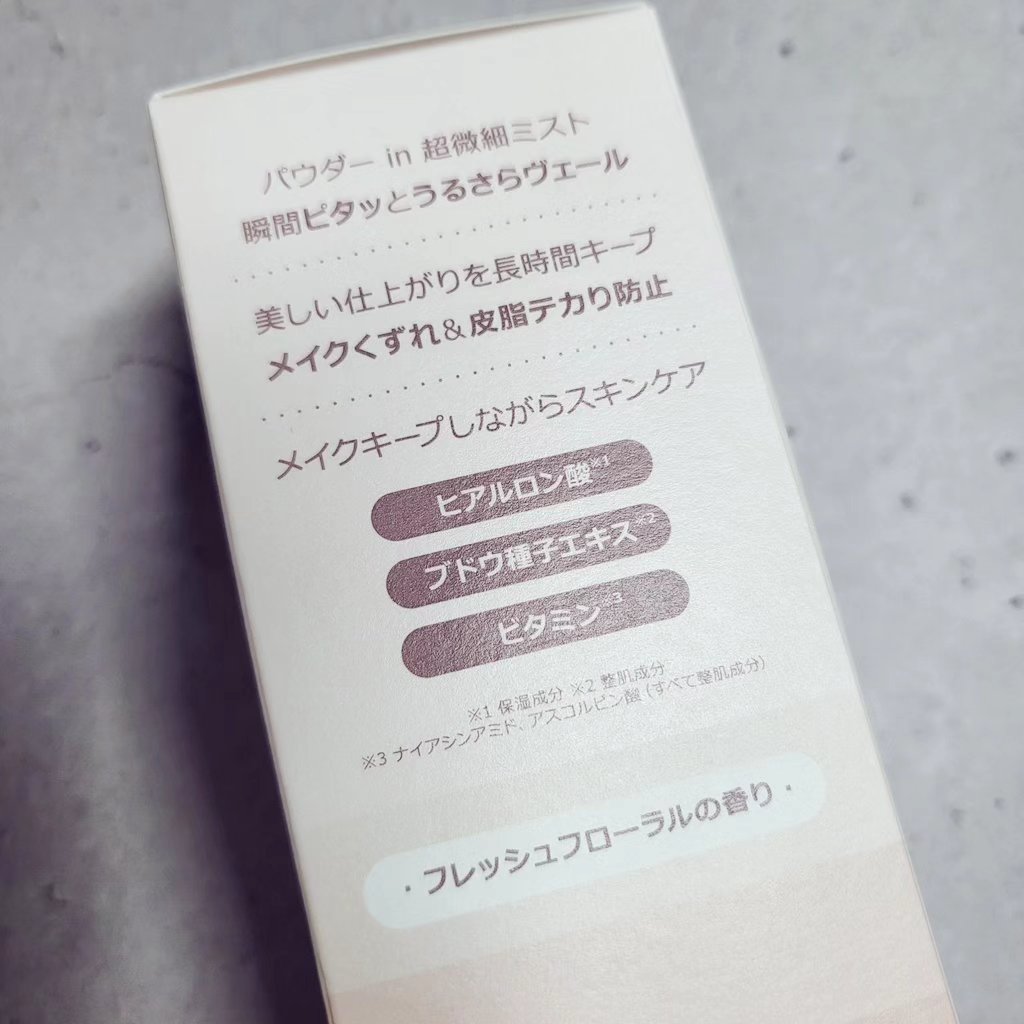 パウダー in 超微細ミスト
瞬間ピタッとうるさらヴェール
美しい仕上がりを長時間キープ
メイクくずれ&皮脂テカり防止
メイクキープしながらスキンケア
ヒアルロン酸※1
ブドウ種子エキス※2
ビタミン※3
※1 保湿成分 ※2 整肌成分
※3 ナイアシンアミド、アスコルビン酸 (すべて整肌成分)
・フレッシュフローラルの香り・